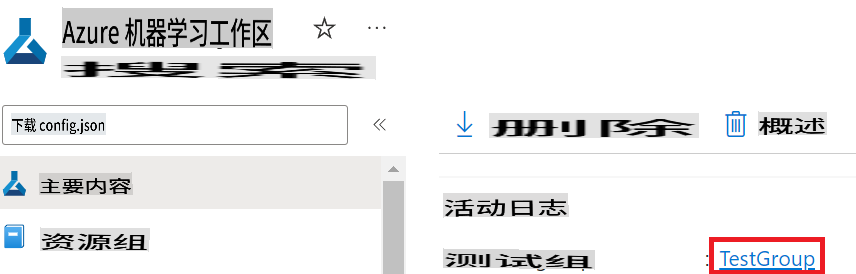 Azure 机器学习工作区
搜索
下载 config.json
删除
概述
主要内容
活动日志
资源组
测试组 : TestGroup